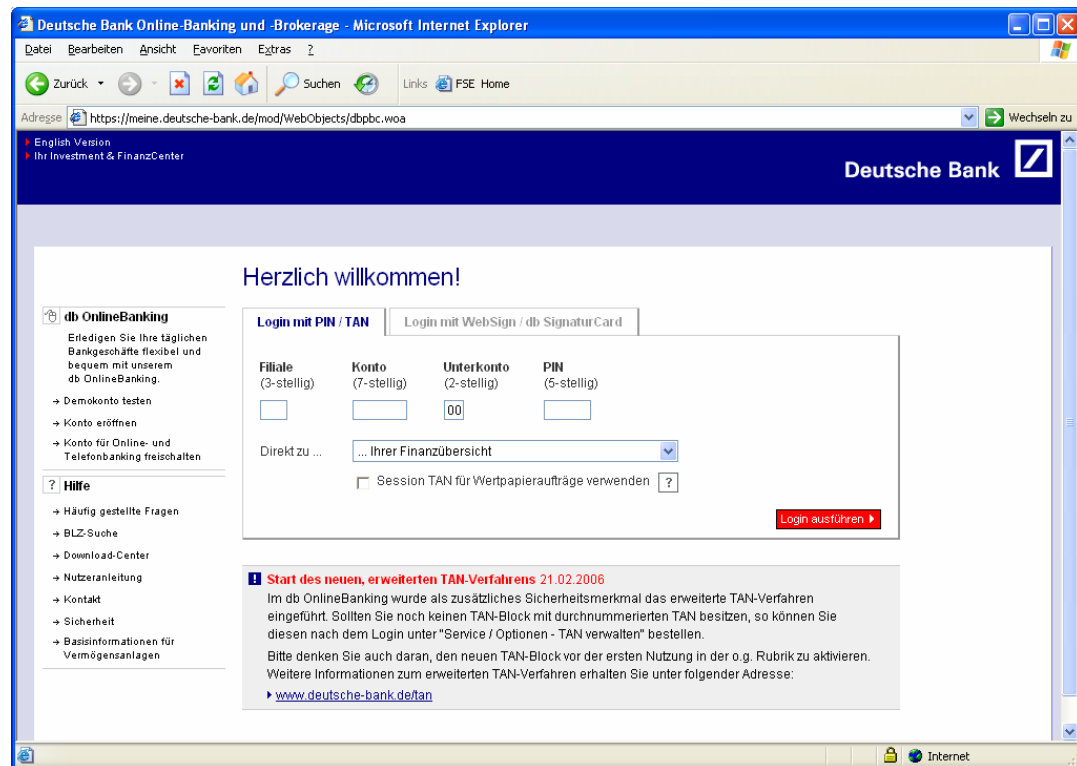 Deutsche Bank Online-Banking und -Brokerage - Microsoft Internet Explorer
Datei Bearbeiten Ansicht Favoriten Extras ?
Zurück Suchen Links FSE Home
Adresse https://meine.deutsche-bank.de/mod/WebObjects/dbpbc.woa Wechseln zu
English Version
Ihr Investment & FinanzCenter
Deutsche Bank
Herzlich willkommen!
db OnlineBanking
Erledigen Sie Ihre täglichen
Bankgeschäfte flexibel und
bequem mit unserem
db OnlineBanking.
→ Demokonto testen
→ Konto eröffnen
→ Konto für Online- und
Telefonbanking freischalten
? Hilfe
→ Häufig gestellte Fragen
→ BLZ-Suche
→ Download-Center
→ Nutzeranleitung
→ Kontakt
→ Sicherheit
→ Basisinformationen für
Vermögensanlagen
Login mit PIN / TAN Login mit WebSign / db SignaturCard
Filiale Konto Unterkonto PIN
(3-stellig) (7-stellig) (2-stellig) (5-stellig)
00
Direkt zu ... ... Ihrer Finanzübersicht
Session TAN für Wertpapieraufträge verwenden ?
Login ausführen
! Start des neuen, erweiterten TAN-Verfahrens 21.02.2006
Im db OnlineBanking wurde als zusätzliches Sicherheitsmerkmal das erweiterte TAN-Verfahren
eingeführt. Sollten Sie noch keinen TAN-Block mit durchnummerierten TAN besitzen, so können Sie
diesen nach dem Login unter "Service / Optionen - TAN verwalten" bestellen.
Bitte denken Sie auch daran, den neuen TAN-Block vor der ersten Nutzung in der o.g. Rubrik zu aktivieren.
Weitere Informationen zum erweiterten TAN-Verfahren erhalten Sie unter folgender Adresse:
www.deutsche-bank.de/tan
Internet